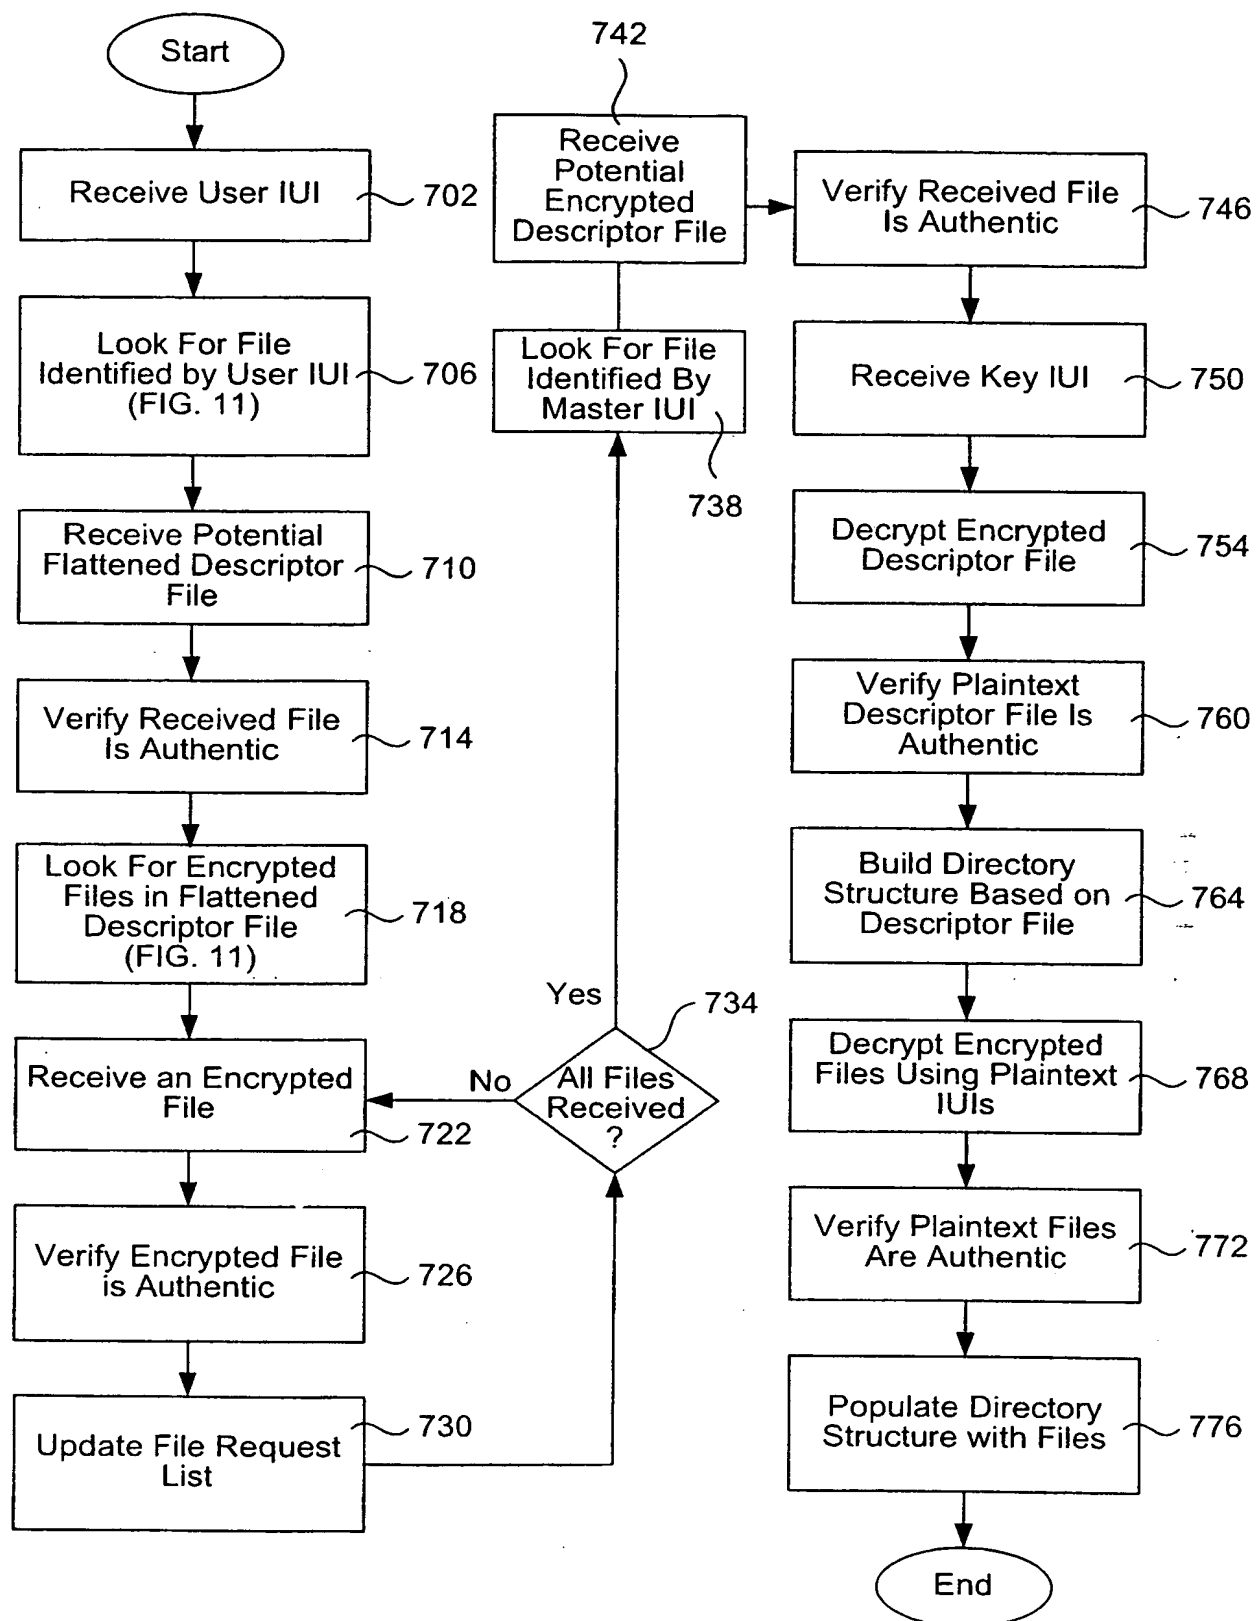 Start
Receive User IUI
702
Look For File
Identified by User IUI
(FIG. 11)
706
Receive Potential
Flattened Descriptor
File
710
Verify Received File
Is Authentic
714
Look For Encrypted
Files in Flattened
Descriptor File
(FIG. 11)
718
Receive an Encrypted
File
722
Verify Encrypted File
is Authentic
726
Update File Request
List
730
All Files
Received
?
734
No
Yes
Look For File
Identified By
Master IUI
738
742
Receive
Potential
Encrypted
Descriptor File
Verify Received File
Is Authentic
746
Receive Key IUI
750
Decrypt Encrypted
Descriptor File
754
Verify Plaintext
Descriptor File Is
Authentic
760
Build Directory
Structure Based on
Descriptor File
764
Decrypt Encrypted
Files Using Plaintext
IUIs
768
Verify Plaintext Files
Are Authentic
772
Populate Directory
Structure with Files
776
End